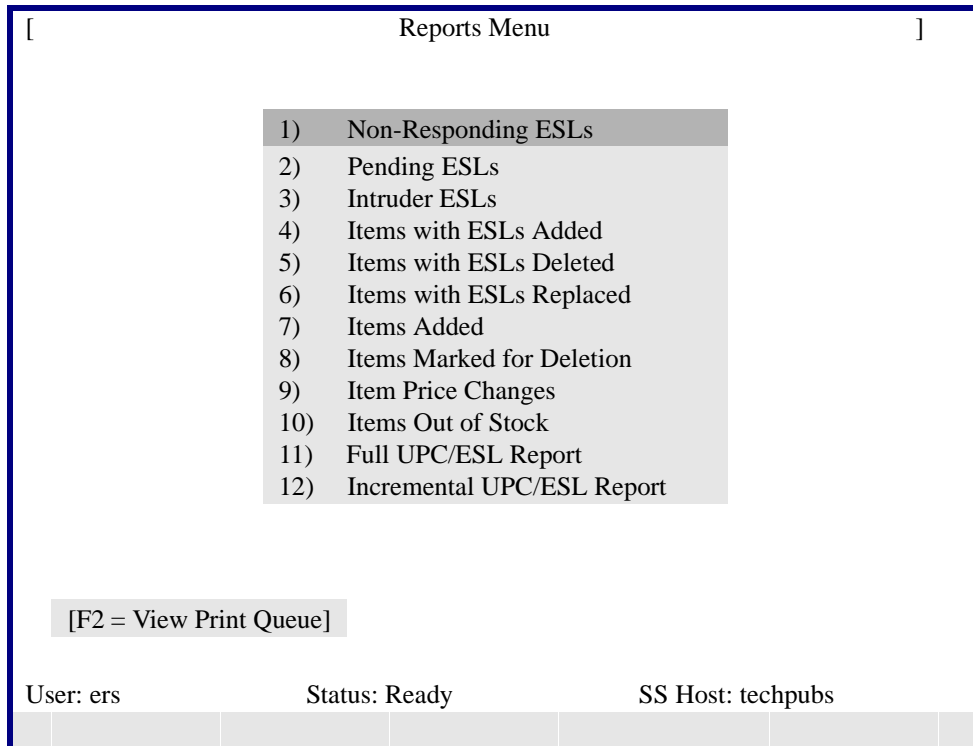 [ Reports Menu ]
1) Non-Responding ESLs
2) Pending ESLs
3) Intruder ESLs
4) Items with ESLs Added
5) Items with ESLs Deleted
6) Items with ESLs Replaced
7) Items Added
8) Items Marked for Deletion
9) Item Price Changes
10) Items Out of Stock
11) Full UPC/ESL Report
12) Incremental UPC/ESL Report
[F2 = View Print Queue]
User: ers Status: Ready SS Host: techpubs